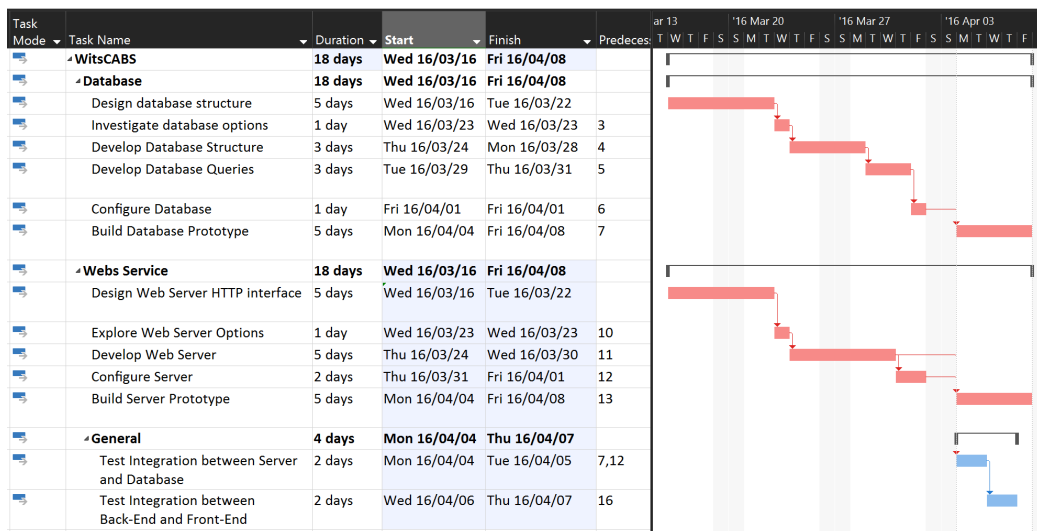 Task ar 13 '16 Mar 20 '16 Mar 27 '16 Apr 03
Mode Task Name Duration Start Finish Predeces: T W T F S S M T W T F S S M T W T F S S M T W T F
WitsCABS 18 days Wed 16/03/16 Fri 16/04/08
Database 18 days Wed 16/03/16 Fri 16/04/08
Design database structure 5 days Wed 16/03/16 Tue 16/03/22
Investigate database options 1 day Wed 16/03/23 Wed 16/03/23 3
Develop Database Structure 3 days Thu 16/03/24 Mon 16/03/28 4
Develop Database Queries 3 days Tue 16/03/29 Thu 16/03/31 5
Configure Database 1 day Fri 16/04/01 Fri 16/04/01 6
Build Database Prototype 5 days Mon 16/04/04 Fri 16/04/08 7
Webs Service 18 days Wed 16/03/16 Fri 16/04/08
Design Web Server HTTP interface 5 days Wed 16/03/16 Tue 16/03/22
Explore Web Server Options 1 day Wed 16/03/23 Wed 16/03/23 10
Develop Web Server 5 days Thu 16/03/24 Wed 16/03/30 11
Configure Server 2 days Thu 16/03/31 Fri 16/04/01 12
Build Server Prototype 5 days Mon 16/04/04 Fri 16/04/08 13
General 4 days Mon 16/04/04 Thu 16/04/07
Test Integration between Server 2 days Mon 16/04/04 Tue 16/04/05 7,12
and Database
Test Integration between 2 days Wed 16/04/06 Thu 16/04/07 16
Back-End and Front-End